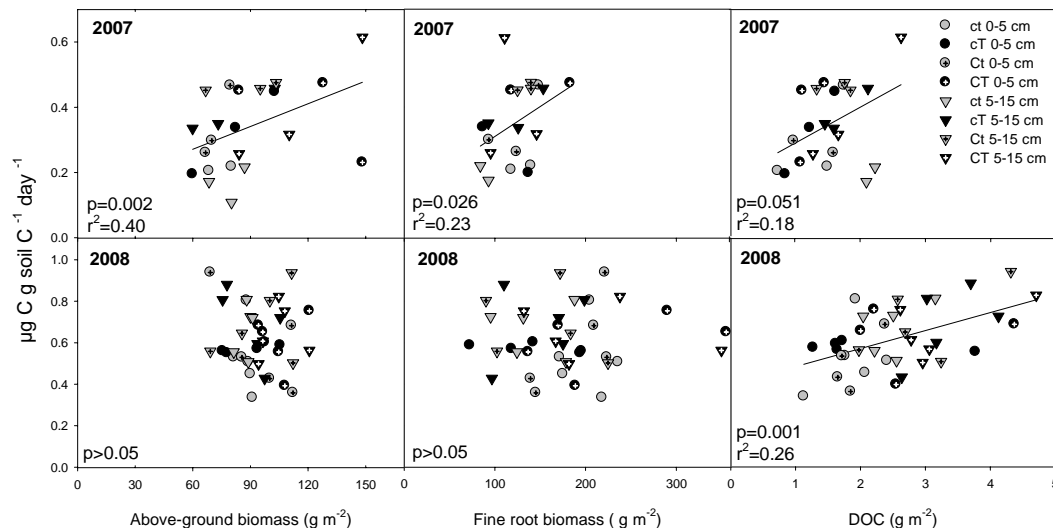 2007
2007
2007
ct 0-5 cm
cT 0-5 cm
Ct 0-5 cm
CT 0-5 cm
ct 5-15 cm
cT 5-15 cm
Ct 5-15 cm
CT 5-15 cm
0.6
0.4
0.2
0.0
p=0.002
r²=0.40
p=0.026
r²=0.23
p=0.051
r²=0.18
µg C g soil C⁻¹ day⁻¹
2008
2008
2008
1.0
0.8
0.6
0.4
0.2
0.0
p>0.05
p>0.05
p=0.001
r²=0.26
0 30 60 90 120 150
0 100 200 300 400
0 1 2 3 4 5
Above-ground biomass (g m⁻²)
Fine root biomass ( g m⁻²)
DOC (g m⁻²)